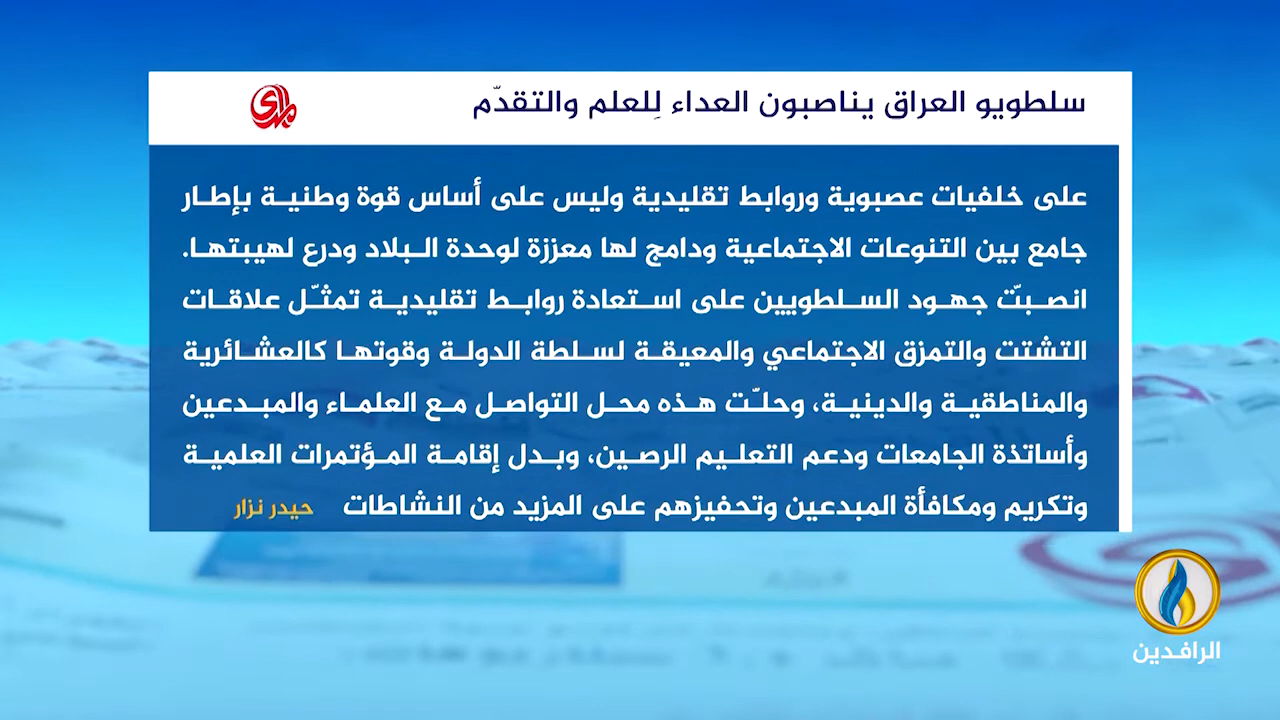 سلطويو العراق يناصبون العداء لِلعلم والتقدّم
المدى
على خلفيات عصبوية وروابط تقليدية وليس على أساس قوة وطنية بإطار
جامع بين التنوعات الاجتماعية ودامج لها معززة لوحدة البلاد ودرع لهيبتها.
انصبّت جهود السلطويين على استعادة روابط تقليدية تمثّل علاقات
التشتت والتمزق الاجتماعي والمعيقة لسلطة الدولة وقوتها كالعشائرية
والمناطقية والدينية، وحلّت هذه محل التواصل مع العلماء والمبدعين
وأساتذة الجامعات ودعم التعليم الرصين، وبدل إقامة المؤتمرات العلمية
وتكريم ومكافأة المبدعين وتحفيزهم على المزيد من النشاطات
حيدر نزار
الرافدين